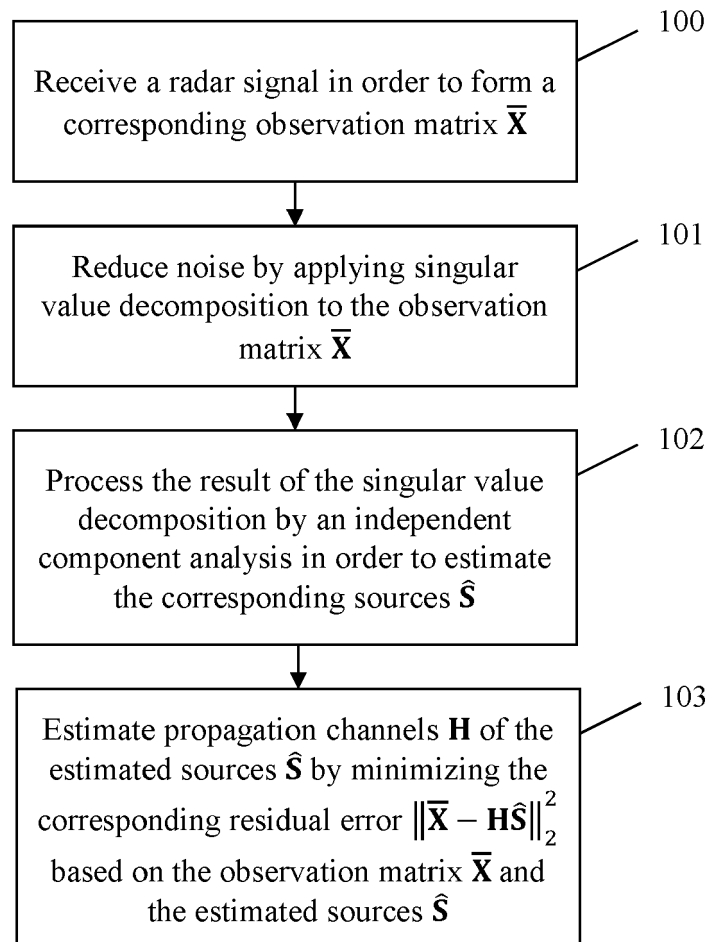 100
Receive a radar signal in order to form a
corresponding observation matrix X̅
101
Reduce noise by applying singular
value decomposition to the observation
matrix X̅
102
Process the result of the singular value
decomposition by an independent
component analysis in order to estimate
the corresponding sources Ŝ
103
Estimate propagation channels H of the
estimated sources Ŝ by minimizing the
corresponding residual error ‖X̅ − HŜ‖₂²
based on the observation matrix X̅ and
the estimated sources Ŝ